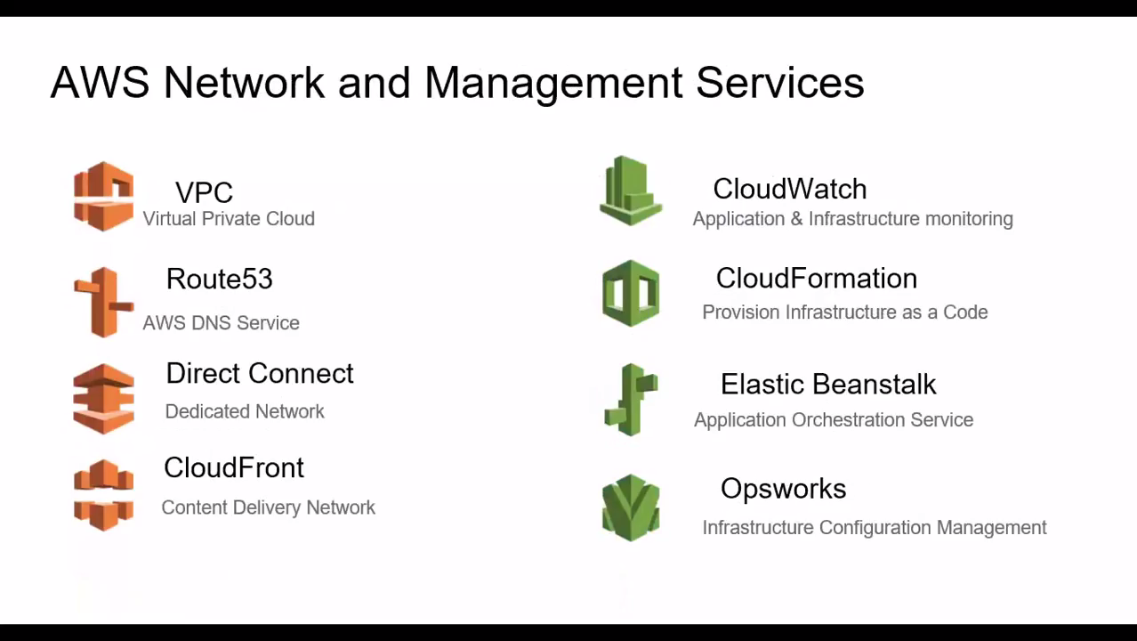 AWS Network and Management Services
VPC
Virtual Private Cloud
Route53
AWS DNS Service
Direct Connect
Dedicated Network
CloudFront
Content Delivery Network
CloudWatch
Application & Infrastructure monitoring
CloudFormation
Provision Infrastructure as a Code
Elastic Beanstalk
Application Orchestration Service
Opsworks
Infrastructure Configuration Management